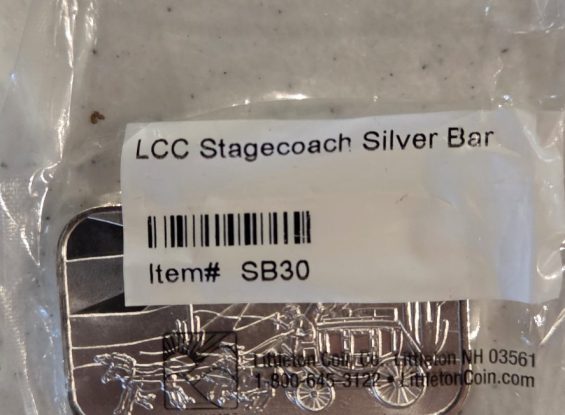 LCC Stagecoach Silver Bar
Item# SB30
Littleton Coin Co. Littleton NH 03561
1-800-645-3122 • LittletonCoin.com